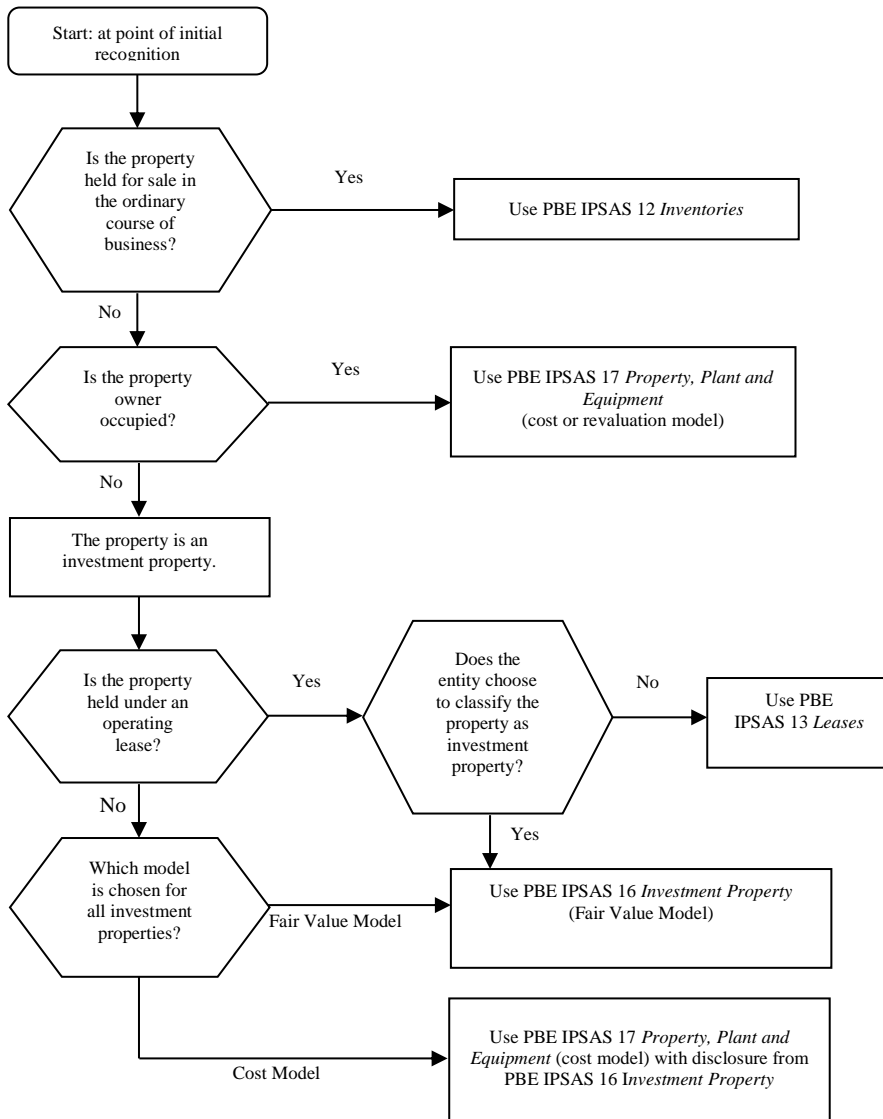 Start: at point of initial
recognition
Is the
property
held for sale in
the ordinary
course of
business?
Yes
Use PBE IPSAS 12 Inventories
No
Is the property
owner
occupied?
Yes
Use PBE IPSAS 17 Property, Plant and
Equipment
(cost or revaluation model)
No
The property is an
investment property.
Is the property
held under an
operating
lease?
Yes
Does the
entity choose
to classify the
property as
investment
property?
No
Use PBE
IPSAS 13 Leases
No
Yes
Which model
is chosen for
all investment
properties?
Fair Value Model
Use PBE IPSAS 16 Investment Property
(Fair Value Model)
Cost Model
Use PBE IPSAS 17 Property, Plant and
Equipment (cost model) with disclosure from
PBE IPSAS 16 Investment Property